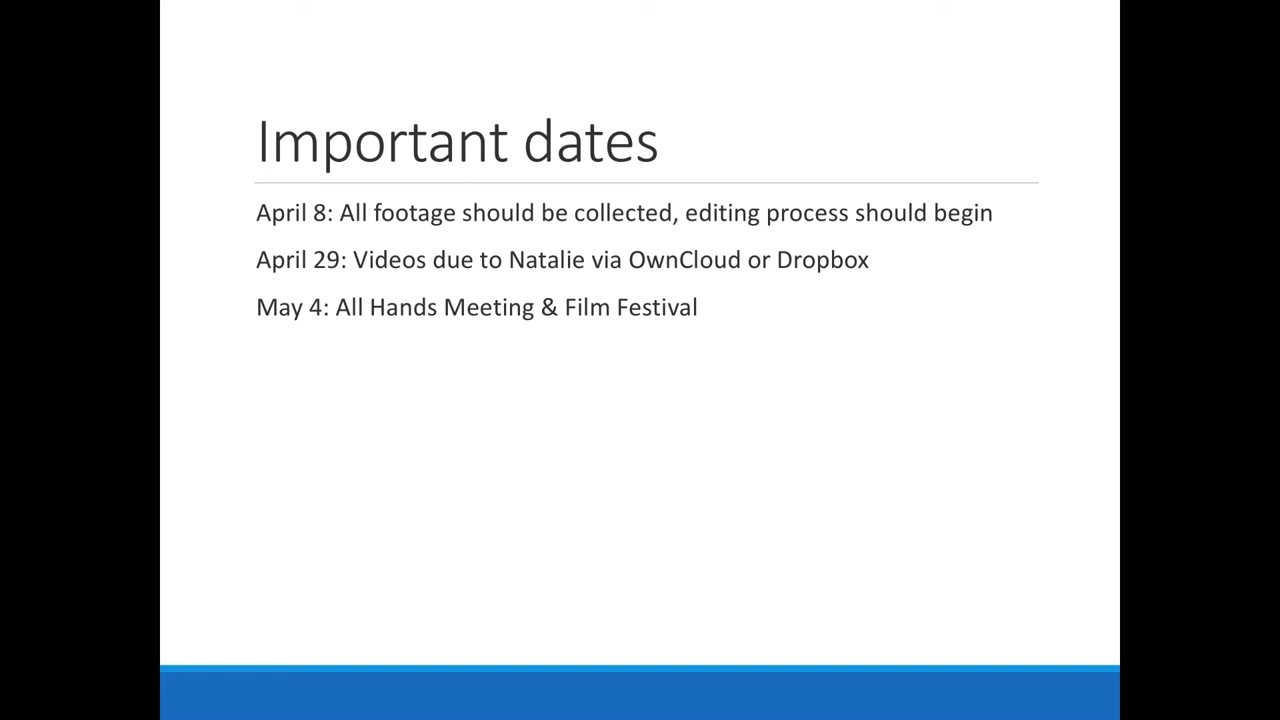 Important dates
April 8: All footage should be collected, editing process should begin
April 29: Videos due to Natalie via OwnCloud or Dropbox
May 4: All Hands Meeting & Film Festival